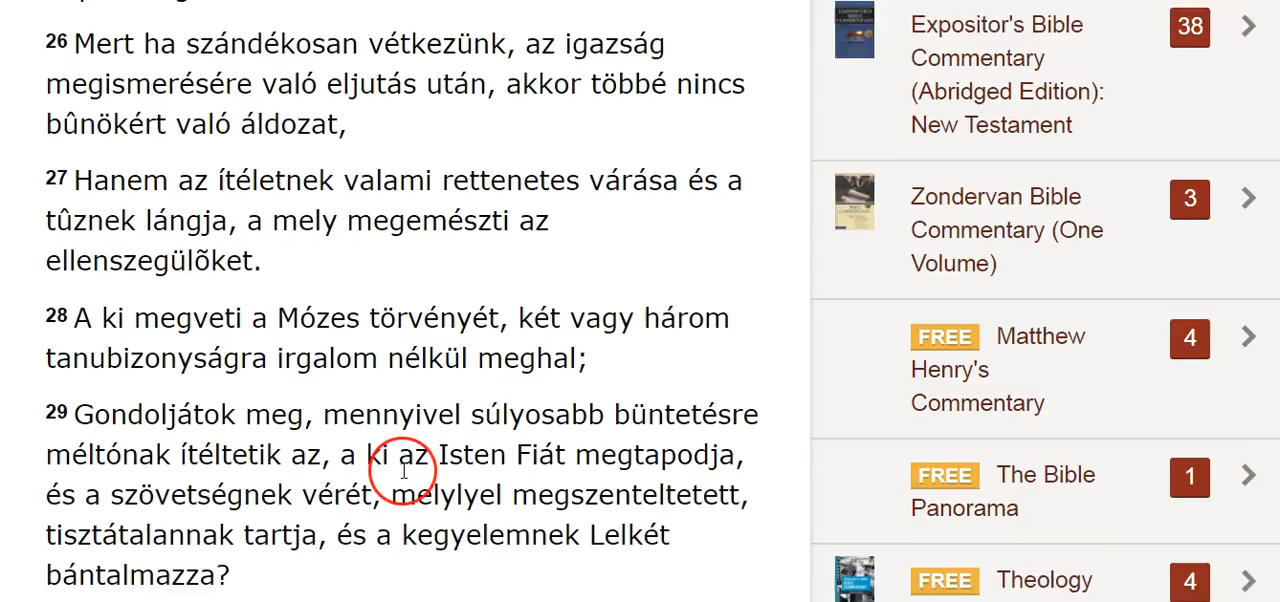 26 Mert ha szándékosan vétkezünk, az igazság
megismerésére való eljutás után, akkor többé nincs
bûnökért való áldozat,
27 Hanem az ítéletnek valami rettenetes várása és a
tûznek lángja, a mely megemészti az
ellenszegülõket.
28 A ki megveti a Mózes törvényét, két vagy három
tanubizonyságra irgalom nélkül meghal;
29 Gondoljátok meg, mennyivel súlyosabb büntetésre
méltónak ítéltetik az, a ki az Isten Fiát megtapodja,
és a szövetségnek vérét, melylyel megszenteltetett,
tisztátalannak tartja, és a kegyelemnek Lelkét
bántalmazza?
Expositor's Bible 38
Commentary
(Abridged Edition):
New Testament
Zondervan Bible 3
Commentary (One
Volume)
FREE Matthew 4
Henry's
Commentary
FREE The Bible 1
Panorama
FREE Theology 4